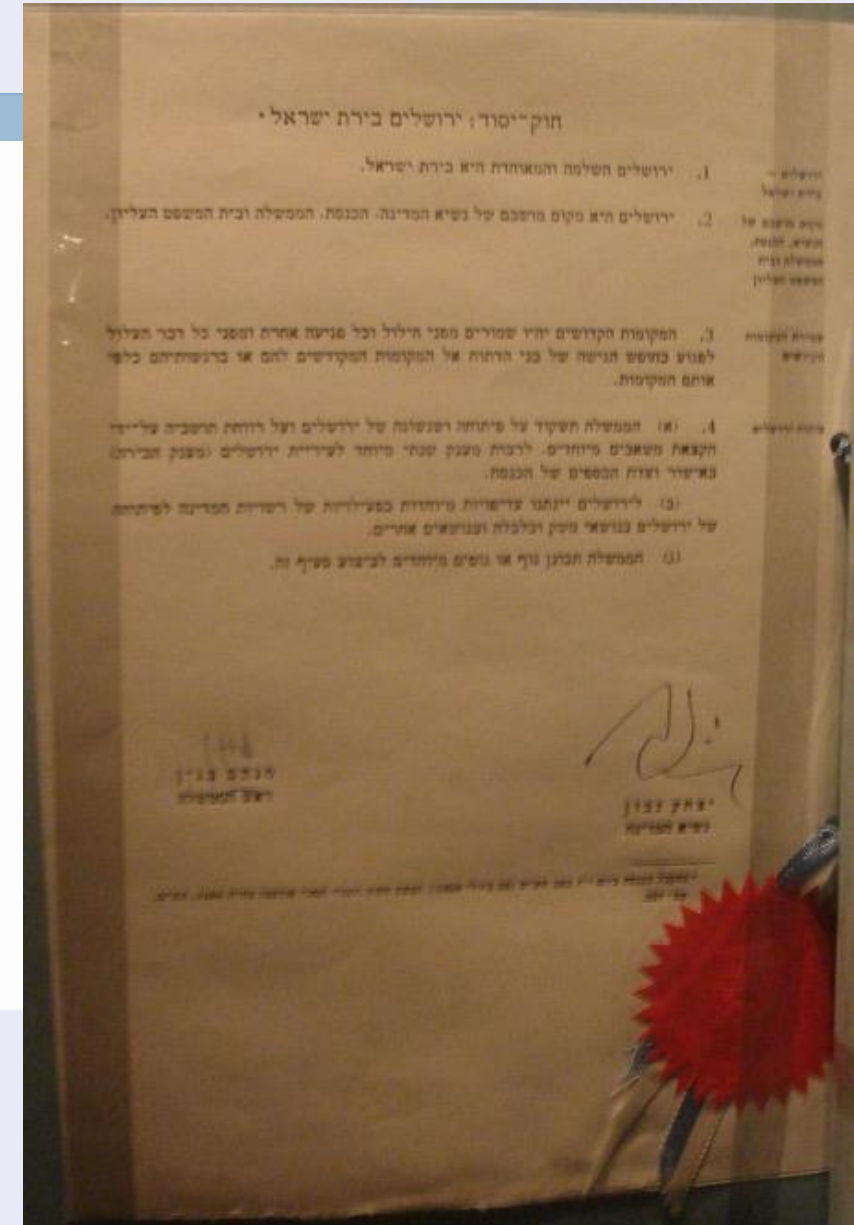 חוק־יסוד: ירושלים בירת ישראל *
1. ירושלים השלמה והמאוחדת היא בירת ישראל.
ירושלים –
בירת ישראל
2. ירושלים היא מקום מושבם של נשיא המדינה, הכנסת, הממשלה ובית המשפט העליון.
מקום מושבם של
הנשיא, הכנסת,
הממשלה ובית
המשפט העליון
3. המקומות הקדושים יהיו שמורים מפני חילול וכל פגיעה אחרת ומפני כל דבר העלול
לפגוע בחופש הגישה של בני הדתות אל המקומות המקודשים להם או ברגשותיהם כלפי
אותם המקומות.
שמירת המקומות
הקדושים
4. (א) הממשלה תשקוד על פיתוחה ושגשוגה של ירושלים ועל רווחת תושביה על־ידי
הקצאת משאבים מיוחדים, לרבות מענק שנתי מיוחד לעיריית ירושלים (מענק הבירה)
באישור ועדת הכספים של הכנסת.
פיתוח ירושלים
(ב) לירושלים יינתנו עדיפויות מיוחדות בפעילויות של רשויות המדינה לפיתוחה
של ירושלים בנושאי משק וכלכלה ובנושאים אחרים.
(ג) הממשלה תכונן גוף או גופים מיוחדים לביצוע סעיף זה.
יצחק נבון
נשיא המדינה
מנחם בגין
ראש הממשלה